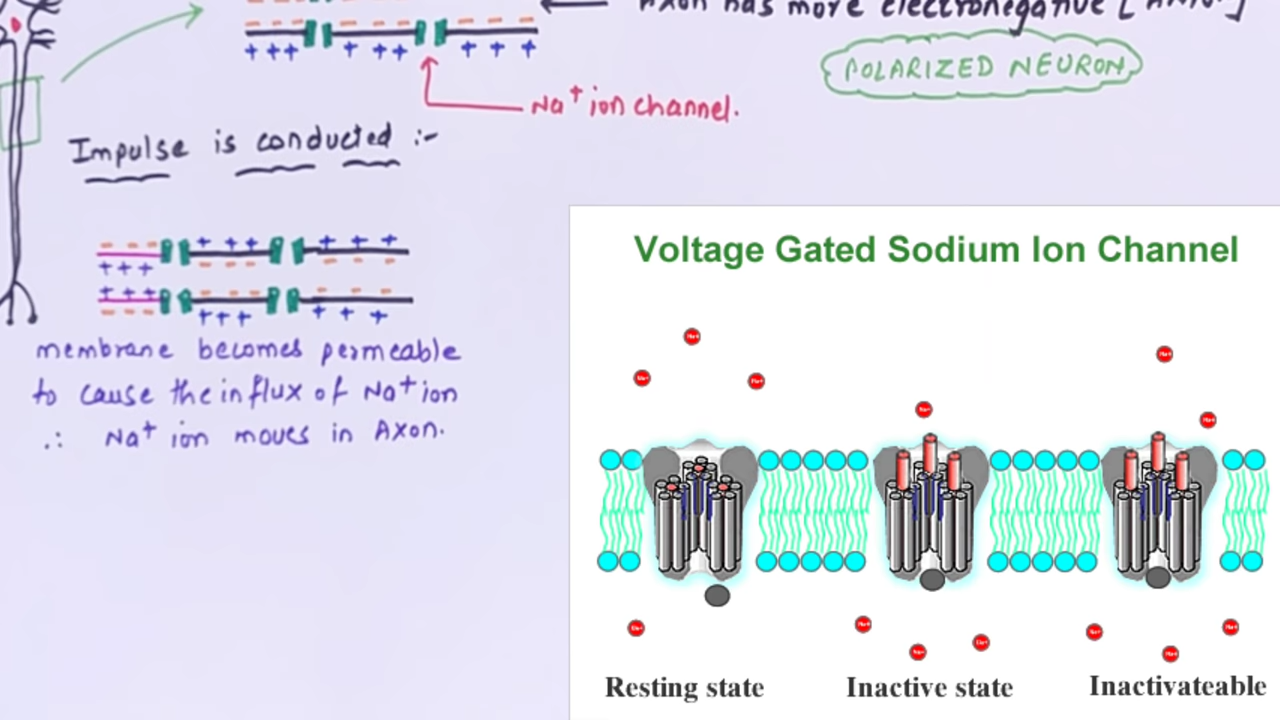 Axon has more electronegative [
POLARIZED NEURON
Na+ ion channel.
Impulse is conducted :-
membrane becomes permeable
to cause the influx of Na+ ion
∴ Na+ ion moves in Axon.
Voltage Gated Sodium Ion Channel
Resting state
Inactive state
Inactivateable